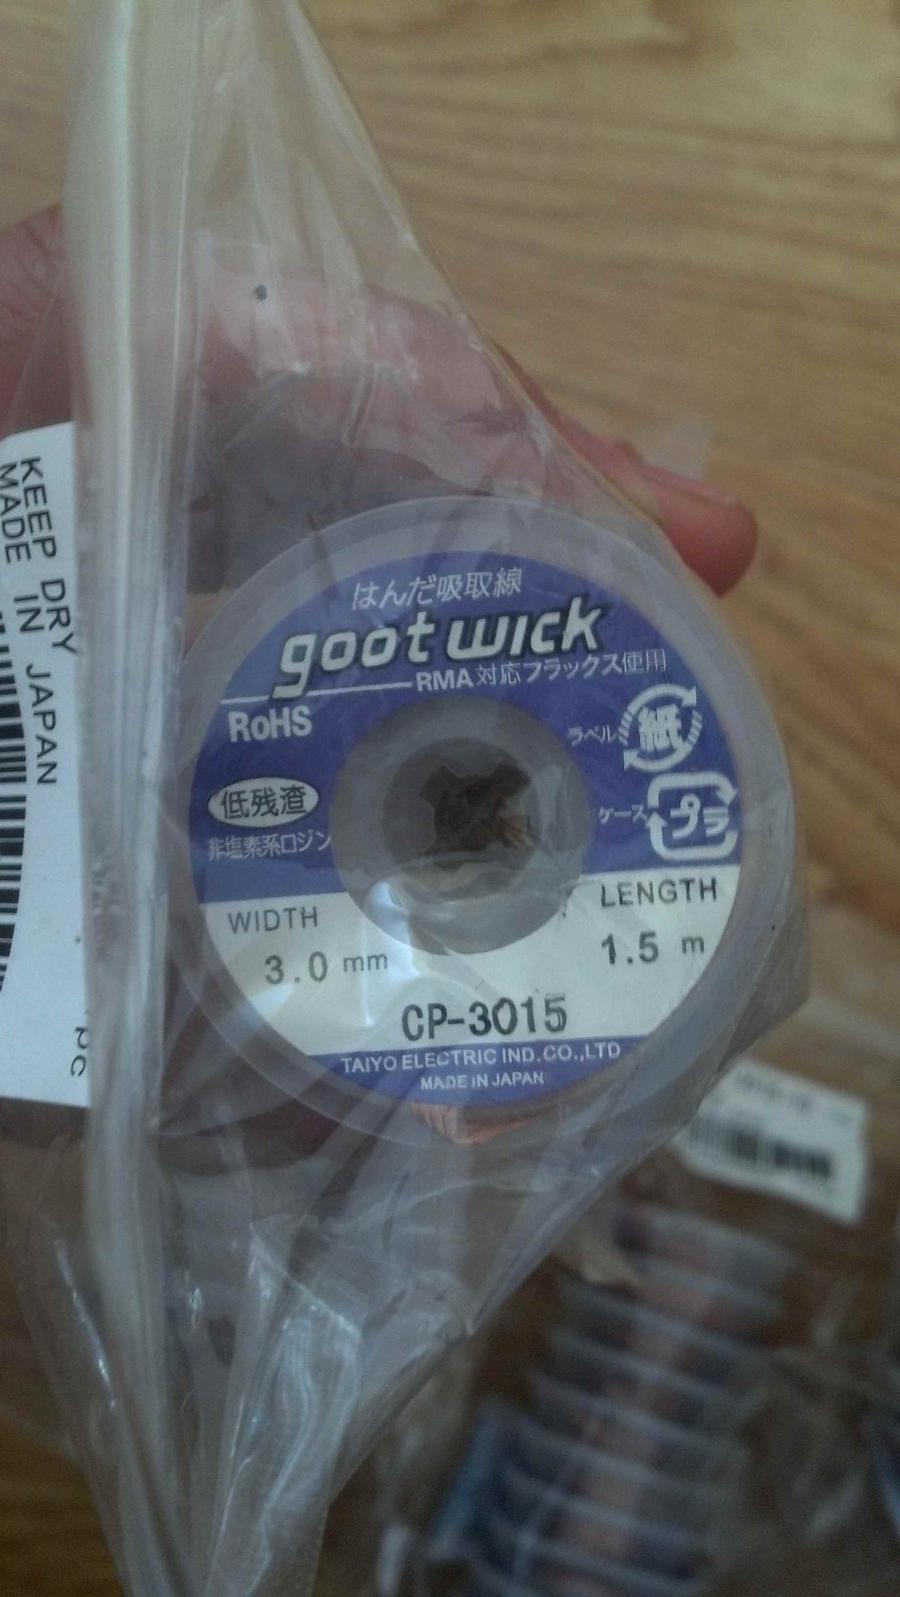 KEEP DRY
MADE IN JAPAN
はんだ吸取線
goot wick
RMA対応フラックス使用
RoHS
ラベル 紙
低残渣
ケース プラ
非塩素系ロジン
WIDTH
LENGTH
3.0 mm
1.5 m
CP-3015
TAIYO ELECTRIC IND.CO.,LTD
MADE IN JAPAN